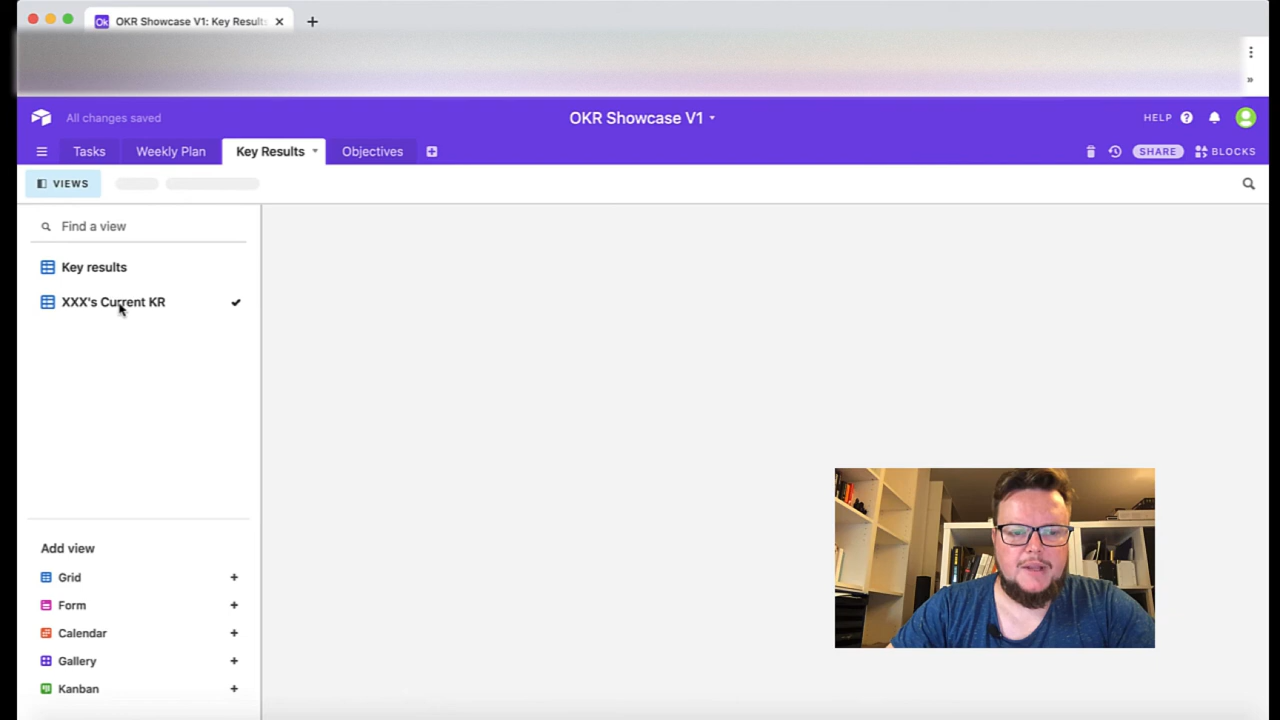 Ok OKR Showcase V1: Key Results
All changes saved
OKR Showcase V1
HELP
Tasks
Weekly Plan
Key Results
Objectives
SHARE
BLOCKS
VIEWS
Find a view
Key results
XXX's Current KR
Add view
Grid
Form
Calendar
Gallery
Kanban